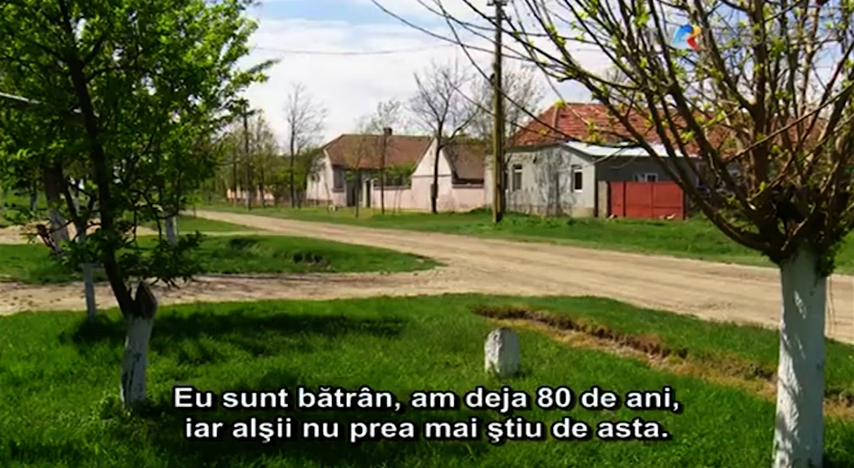 Eu sunt bătrân, am deja 80 de ani,
iar alşii nu prea mai ştiu de asta.